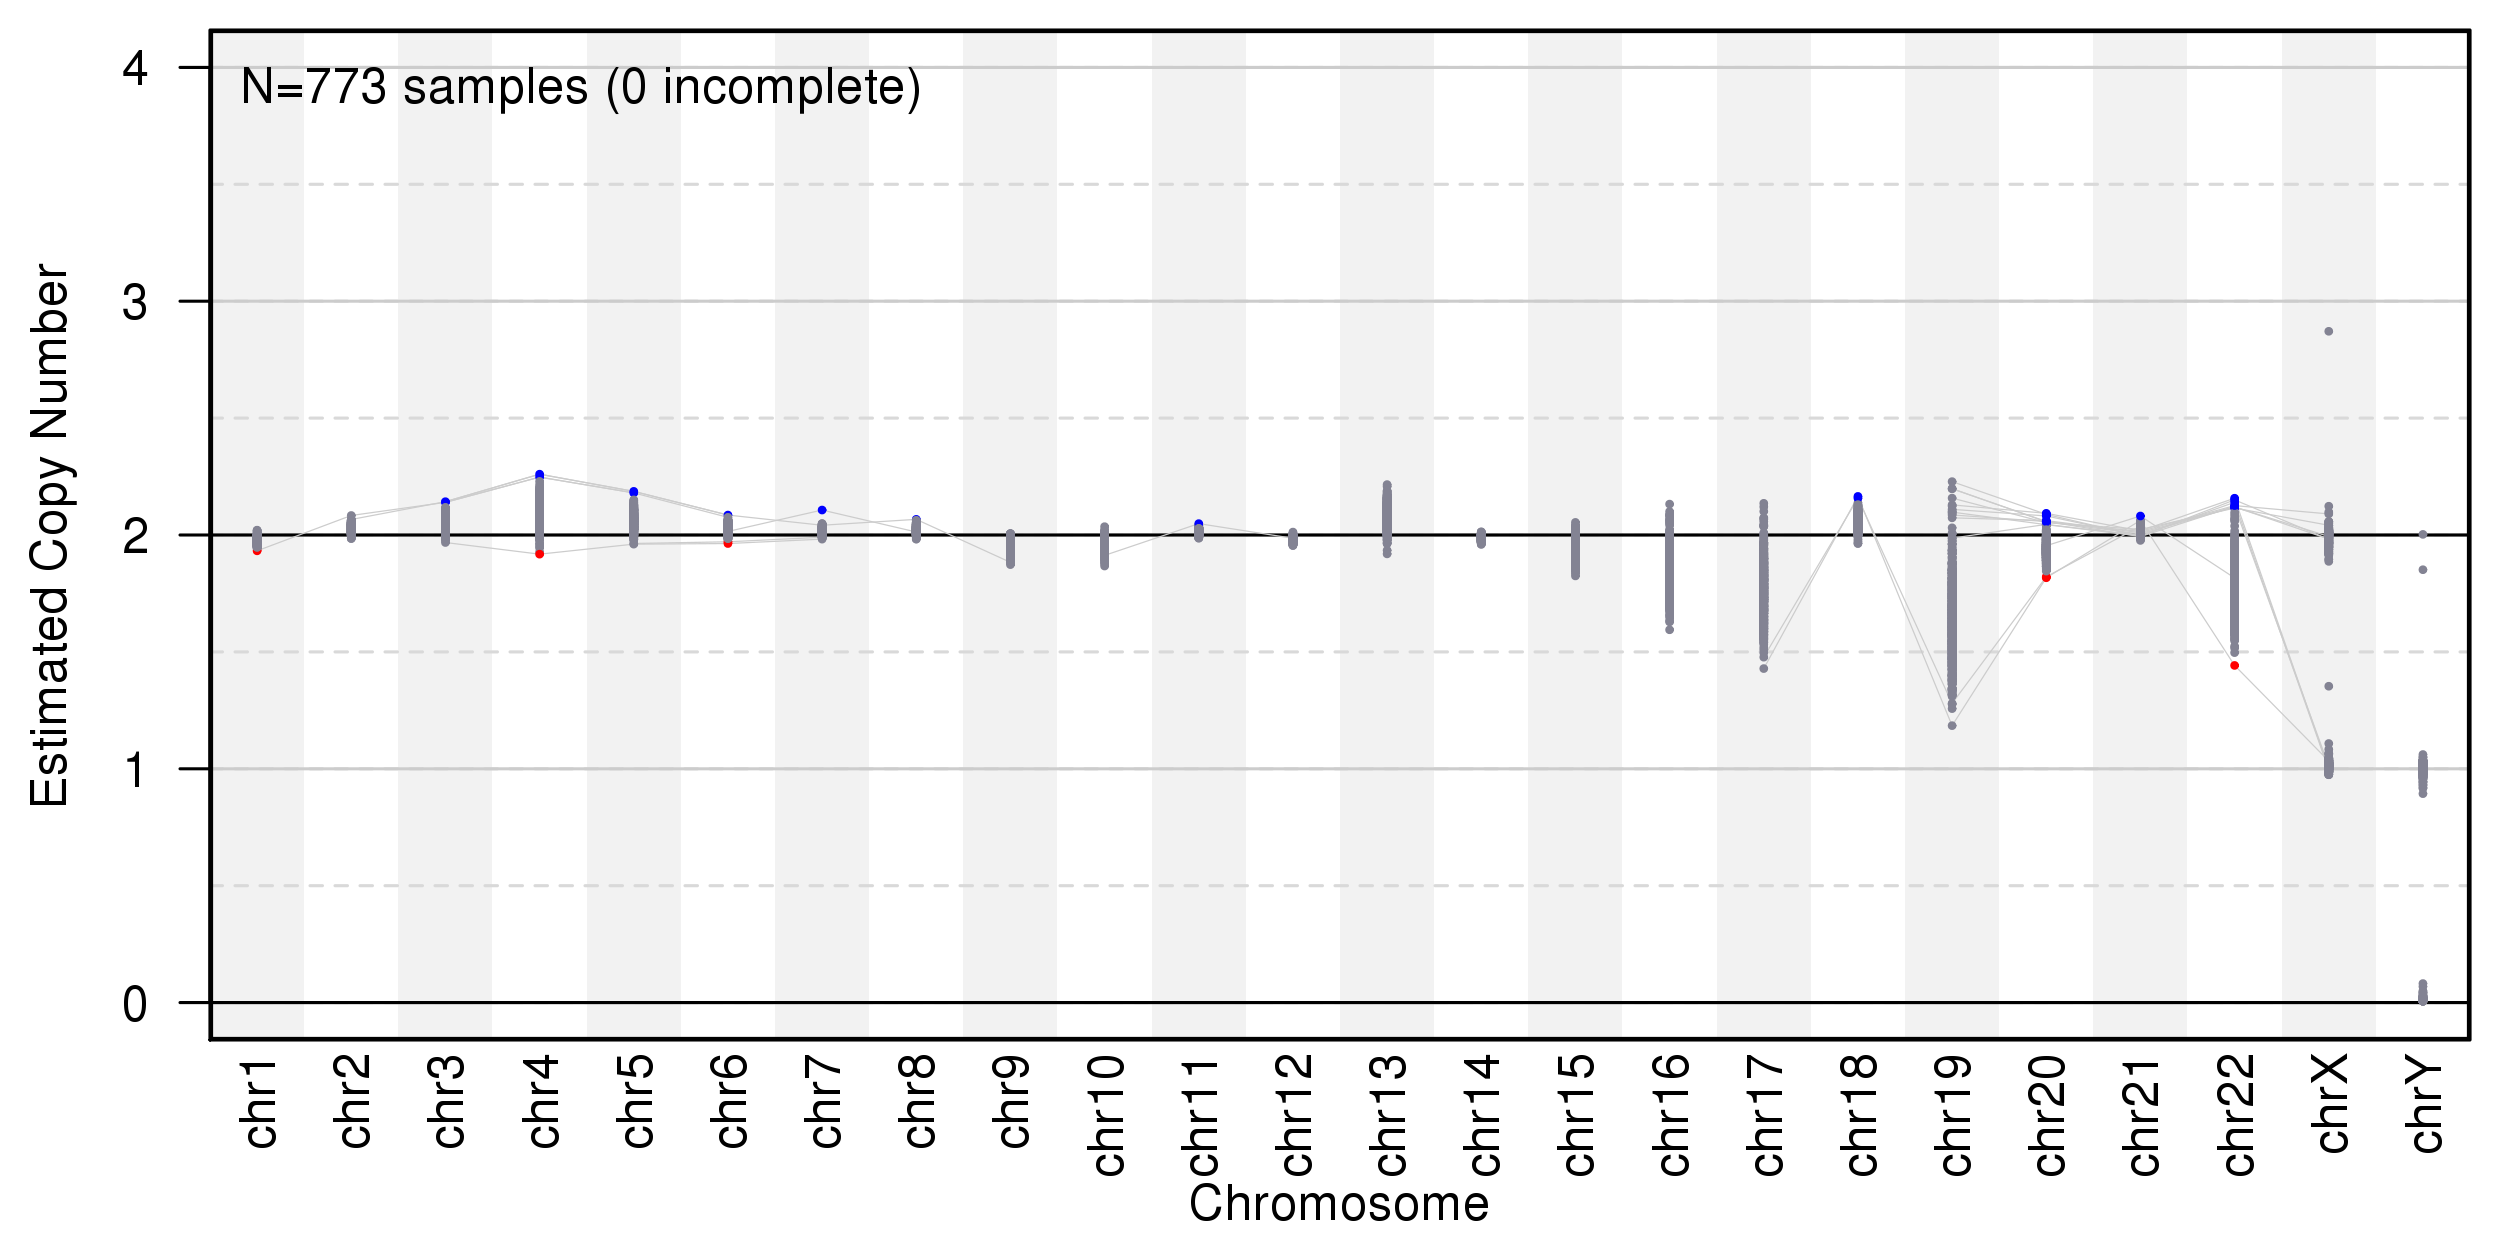 N=773 samples (0 incomplete)
4
3
2
1
0
Estimated Copy Number
chr1
chr2
chr3
chr4
chr5
chr6
chr7
chr8
chr9
chr10
chr11
chr12
chr13
chr14
chr15
chr16
chr17
chr18
chr19
chr20
chr21
chr22
chrX
chrY
Chromosome